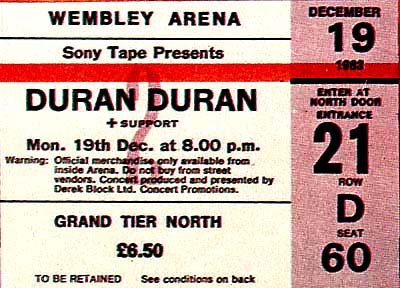 WEMBLEY ARENA
Sony Tape Presents
DURAN DURAN
+ SUPPORT
Mon. 19th Dec. at 8.00 p.m.
Warning: Official merchandise only available from
inside Arena. Do not buy from street
vendors. Concert produced and presented by
Derek Block Ltd. Concert Promotions.
GRAND TIER NORTH
£6.50
TO BE RETAINED See conditions on back
DECEMBER
19
1983
ENTER AT
NORTH DOOR
ENTRANCE
21
ROW
D
SEAT
60